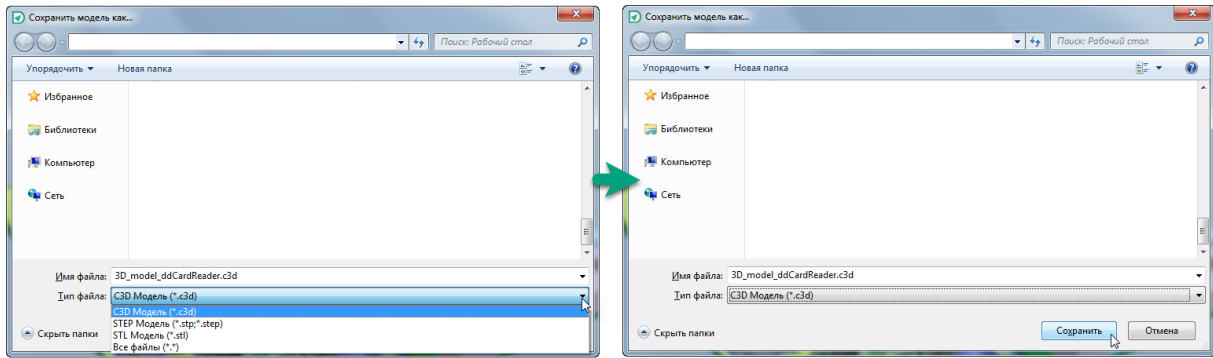 Сохранить модель как...
Поиск: Рабочий стол
Упорядочить
Новая папка
Избранное
Библиотеки
Компьютер
Сеть
Имя файла: 3D_model_ddCardReader.c3d
Тип файла: C3D Модель (*.c3d)
C3D Модель (*.c3d)
STEP Модель (*.stp;*.step)
STL Модель (*.stl)
Все файлы (*.*)
Скрыть папки
Сохранить модель как...
Поиск: Рабочий стол
Упорядочить
Новая папка
Избранное
Библиотеки
Компьютер
Сеть
Имя файла: 3D_model_ddCardReader.c3d
Тип файла: C3D Модель (*.c3d)
Скрыть папки
Сохранить
Отмена